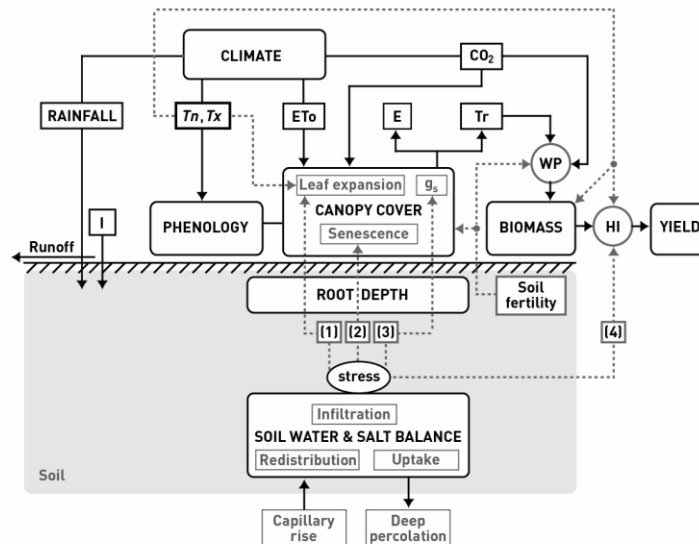 CLIMATE
CO₂
RAINFALL
Tn, Tx
ETo
E
Tr
WP
Leaf expansion
gₛ
PHENOLOGY
CANOPY COVER
Senescence
BIOMASS
HI
YIELD
I
Runoff
ROOT DEPTH
Soil
fertility
(1)
(2)
(3)
(4)
stress
Infiltration
SOIL WATER & SALT BALANCE
Redistribution
Uptake
Soil
Capillary
rise
Deep
percolation